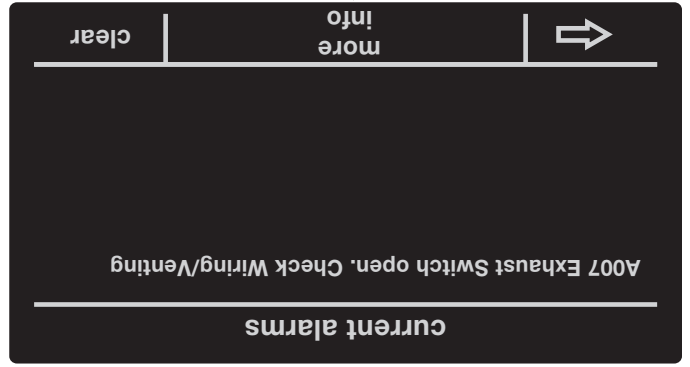 current alarms
A007 Exhaust Switch open. Check Wiring/Venting
more
info
clear